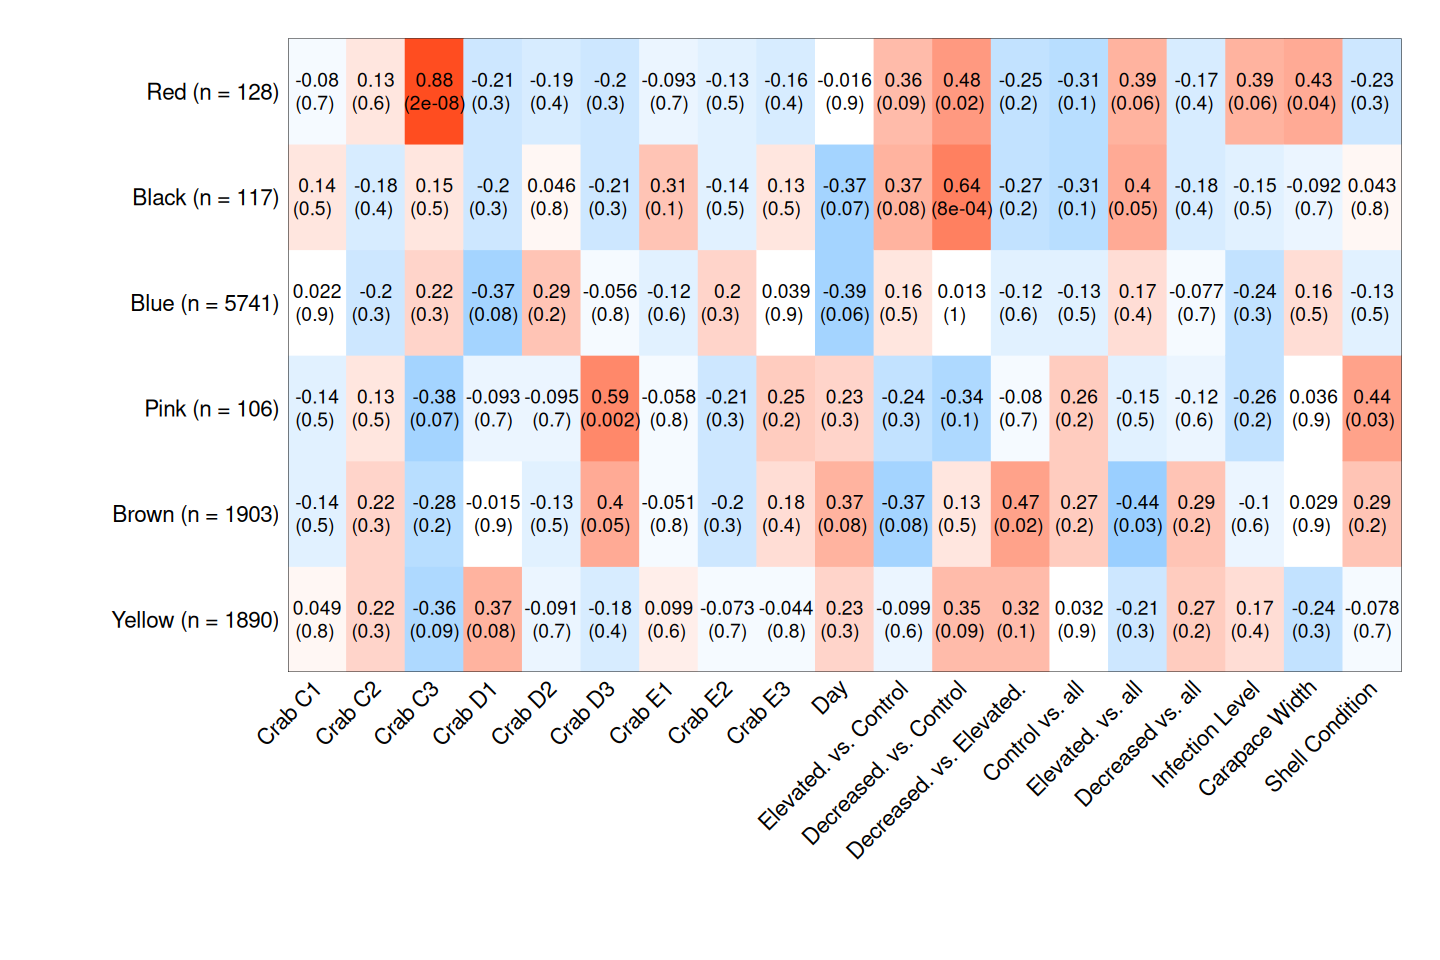 Red (n = 128)
-0.08 0.13 0.88 -0.21 -0.19 -0.2 -0.093 -0.13 -0.16 -0.016 0.36 0.48 -0.25 -0.31 0.39 -0.17 0.39 0.43 -0.23
(0.7) (0.6) (2e-08) (0.3) (0.4) (0.3) (0.7) (0.5) (0.4) (0.9) (0.09) (0.02) (0.2) (0.1) (0.06) (0.4) (0.06) (0.04) (0.3)
Black (n = 117)
0.14 -0.18 0.15 -0.2 0.046 -0.21 0.31 -0.14 0.13 -0.37 0.37 0.64 -0.27 -0.31 0.4 -0.18 -0.15 -0.092 0.043
(0.5) (0.4) (0.5) (0.3) (0.8) (0.3) (0.1) (0.5) (0.5) (0.07) (0.08) (8e-04) (0.2) (0.1) (0.05) (0.4) (0.5) (0.7) (0.8)
Blue (n = 5741)
0.022 -0.2 0.22 -0.37 0.29 -0.056 -0.12 0.2 0.039 -0.39 0.16 0.013 -0.12 -0.13 0.17 -0.077 -0.24 0.16 -0.13
(0.9) (0.3) (0.3) (0.08) (0.2) (0.8) (0.6) (0.3) (0.9) (0.06) (0.5) (1) (0.6) (0.5) (0.4) (0.7) (0.3) (0.5) (0.5)
Pink (n = 106)
-0.14 0.13 -0.38 -0.093 -0.095 0.59 -0.058 -0.21 0.25 0.23 -0.24 -0.34 -0.08 0.26 -0.15 -0.12 -0.26 0.036 0.44
(0.5) (0.5) (0.07) (0.7) (0.7) (0.002) (0.8) (0.3) (0.2) (0.3) (0.3) (0.1) (0.7) (0.2) (0.5) (0.6) (0.2) (0.9) (0.03)
Brown (n = 1903)
-0.14 0.22 -0.28 -0.015 -0.13 0.4 -0.051 -0.2 0.18 0.37 -0.37 0.13 0.47 0.27 -0.44 0.29 -0.1 0.029 0.29
(0.5) (0.3) (0.2) (0.9) (0.5) (0.05) (0.8) (0.3) (0.4) (0.08) (0.08) (0.5) (0.02) (0.2) (0.03) (0.2) (0.6) (0.9) (0.2)
Yellow (n = 1890)
0.049 0.22 -0.36 0.37 -0.091 -0.18 0.099 -0.073 -0.044 0.23 -0.099 0.35 0.32 0.032 -0.21 0.27 0.17 -0.24 -0.078
(0.8) (0.3) (0.09) (0.08) (0.7) (0.4) (0.6) (0.7) (0.8) (0.3) (0.6) (0.09) (0.1) (0.9) (0.3) (0.2) (0.4) (0.3) (0.7)
Crab C1
Crab C2
Crab C3
Crab D1
Crab D2
Crab D3
Crab E1
Crab E2
Crab E3
Day
Elevated. vs. Control
Decreased. vs. Control
Decreased. vs. Elevated.
Control vs. all
Elevated. vs. all
Decreased vs. all
Infection Level
Carapace Width
Shell Condition